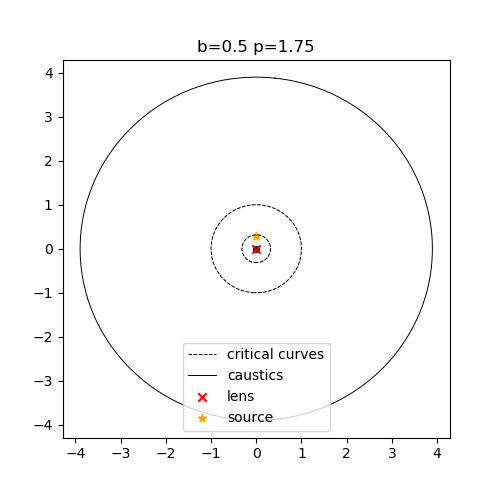 b=0.5 p=1.75
4
3
2
1
0
−1
−2
−3
−4
−4 −3 −2 −1 0 1 2 3 4
critical curves
caustics
lens
source